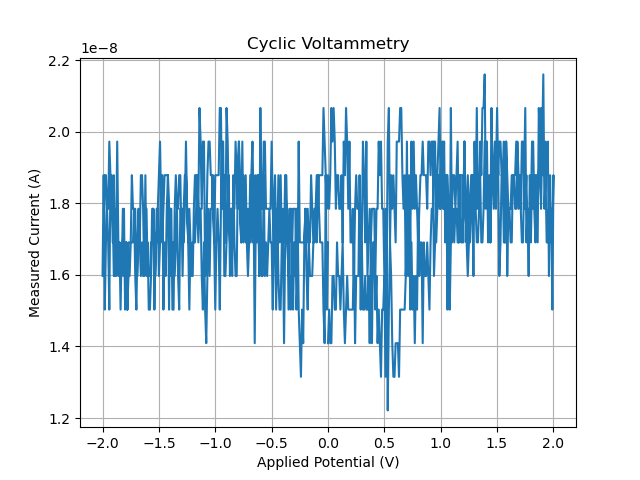 Cyclic Voltammetry
1e−8
2.2
2.0
1.8
1.6
1.4
1.2
Measured Current (A)
−2.0 −1.5 −1.0 −0.5 0.0 0.5 1.0 1.5 2.0
Applied Potential (V)